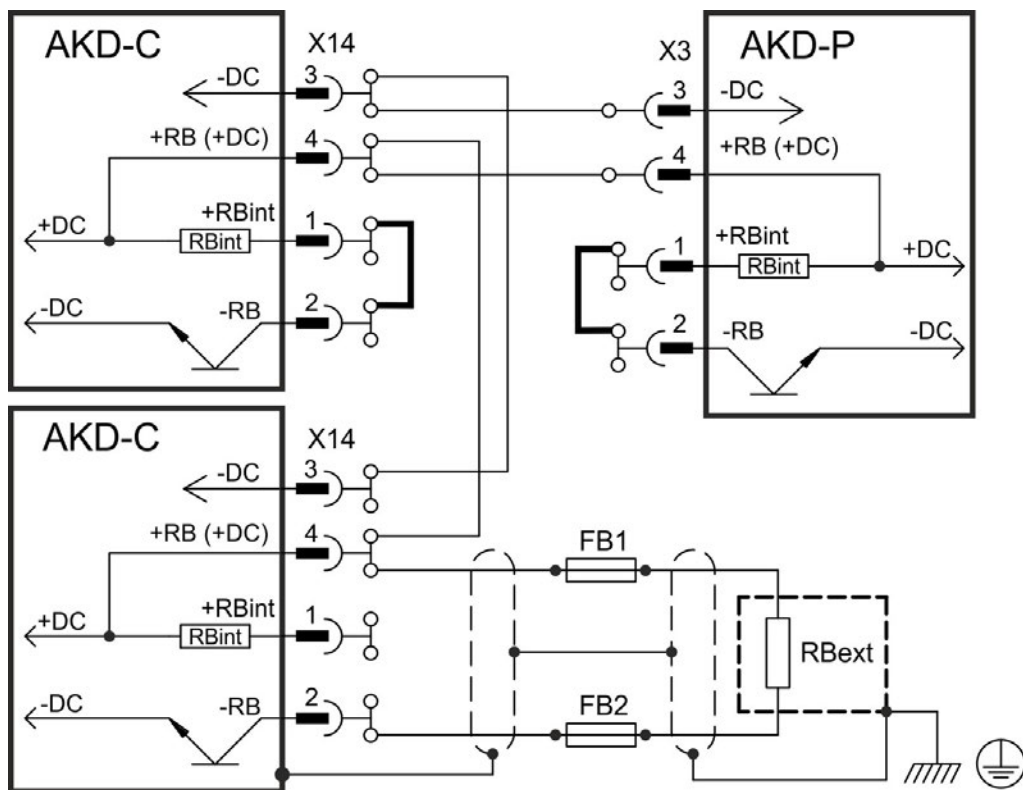 AKD-C
X14
-DC
3
+RB (+DC)
4
+DC
+RBint
RBint
1
-DC
-RB
2
X3
AKD-P
3
-DC
4
+RB (+DC)
1
+RBint
RBint
+DC
2
-RB
-DC
AKD-C
X14
-DC
3
+RB (+DC)
4
+DC
+RBint
RBint
1
-DC
-RB
2
FB1
RBext
FB2